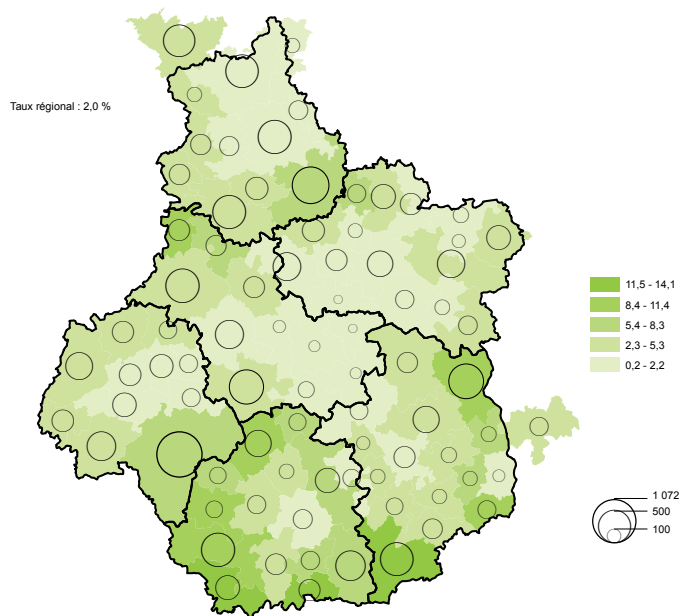 Taux régional : 2,0 %
11,5 - 14,1
8,4 - 11,4
5,4 - 8,3
2,3 - 5,3
0,2 - 2,2
1 072
500
100